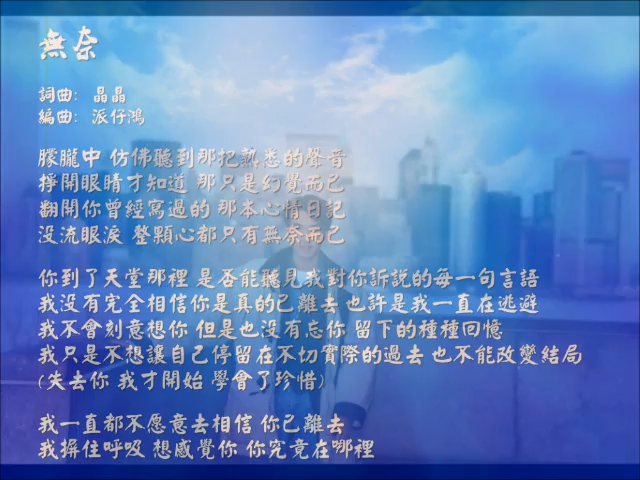 無奈
詞曲: 晶晶
編曲: 派仔鴻
朦朧中 仿佛聽到那把熟悉的聲音
擰開眼睛才知道 那只是幻覺而已
翻開你曾經寫過的 那本心情日記
没流眼淚 整顆心都只有無奈而已
你到了天堂那裡 是否能聽見我對你訴說的每一句言語
我没有完全相信你是真的已離去 也許是我一直在逃避
我不會刻意想你 但是也没有忘你 留下的種種回憶
我只是不想讓自己停留在不切實際的過去 也不能改變結局
(失去你 我才開始 學會了珍惜)
我一直都不愿意去相信 你已離去
我摒住呼吸 想感覺你 你究竟在哪裡